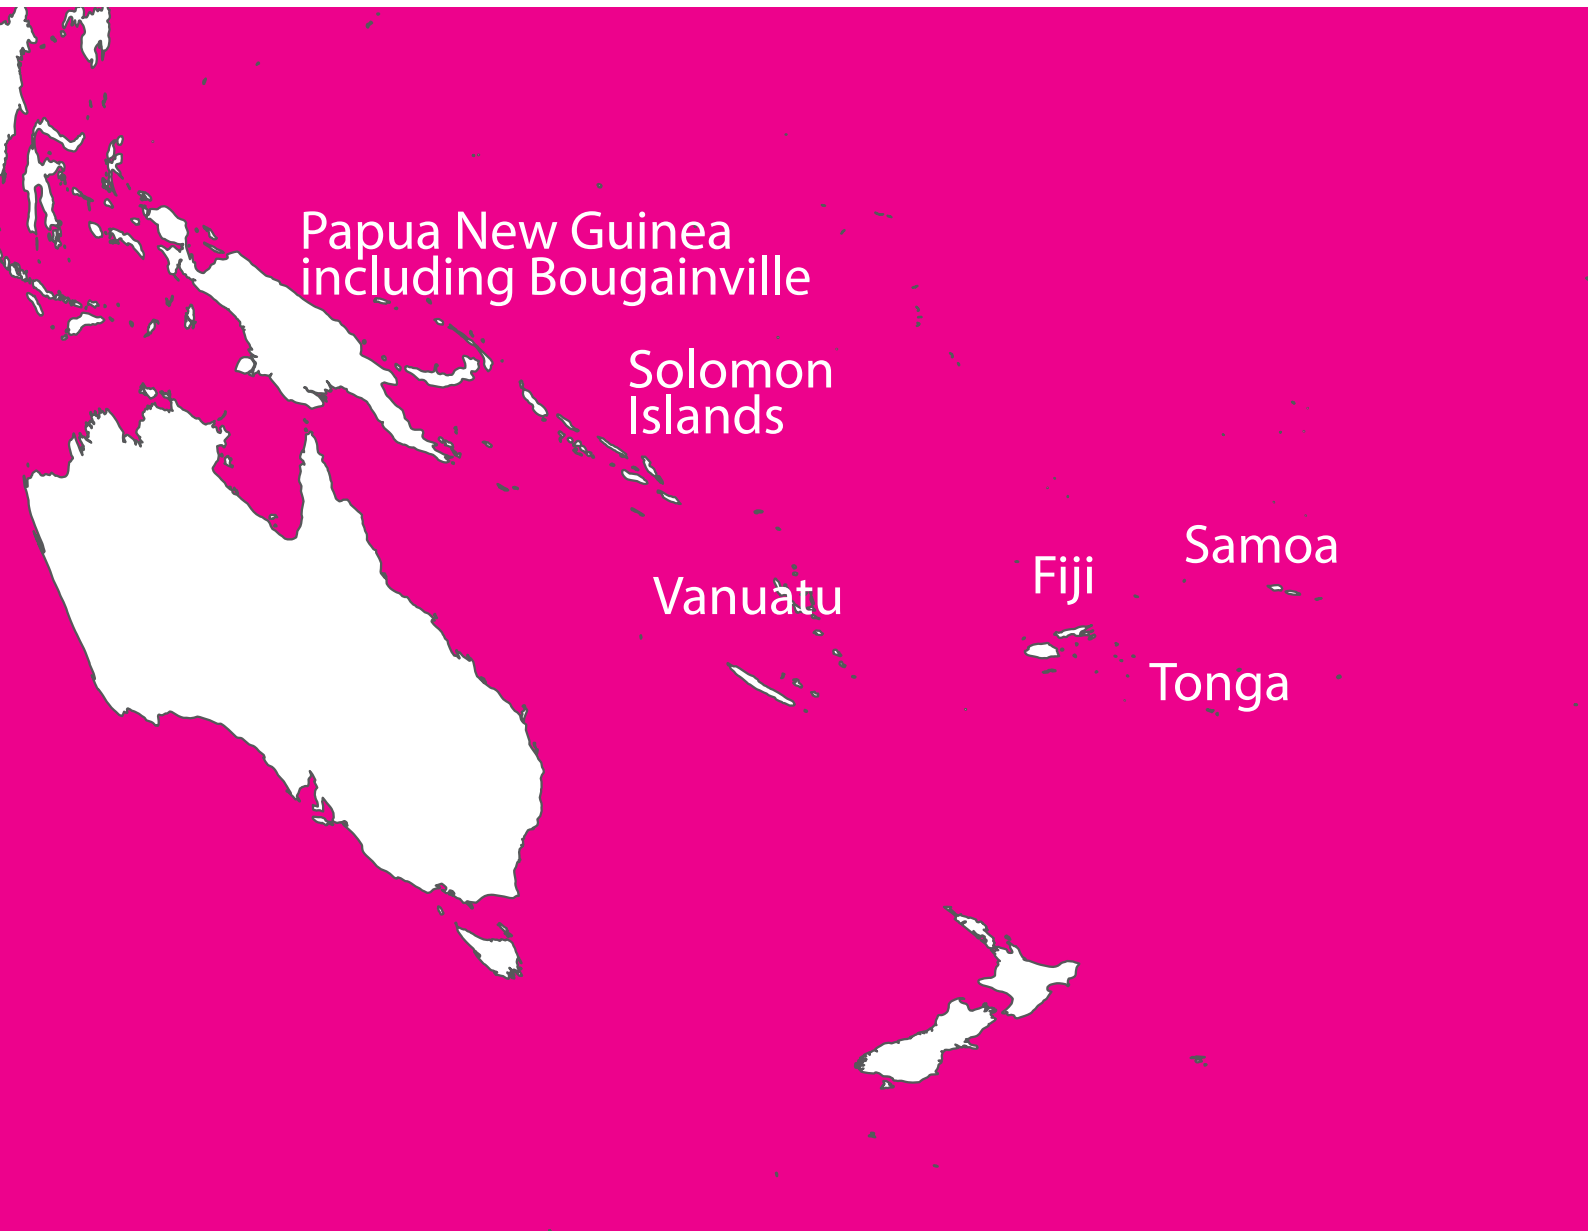 Papua New Guinea
including Bougainville
Solomon
Islands
Samoa
Fiji
Vanuatu
Tonga